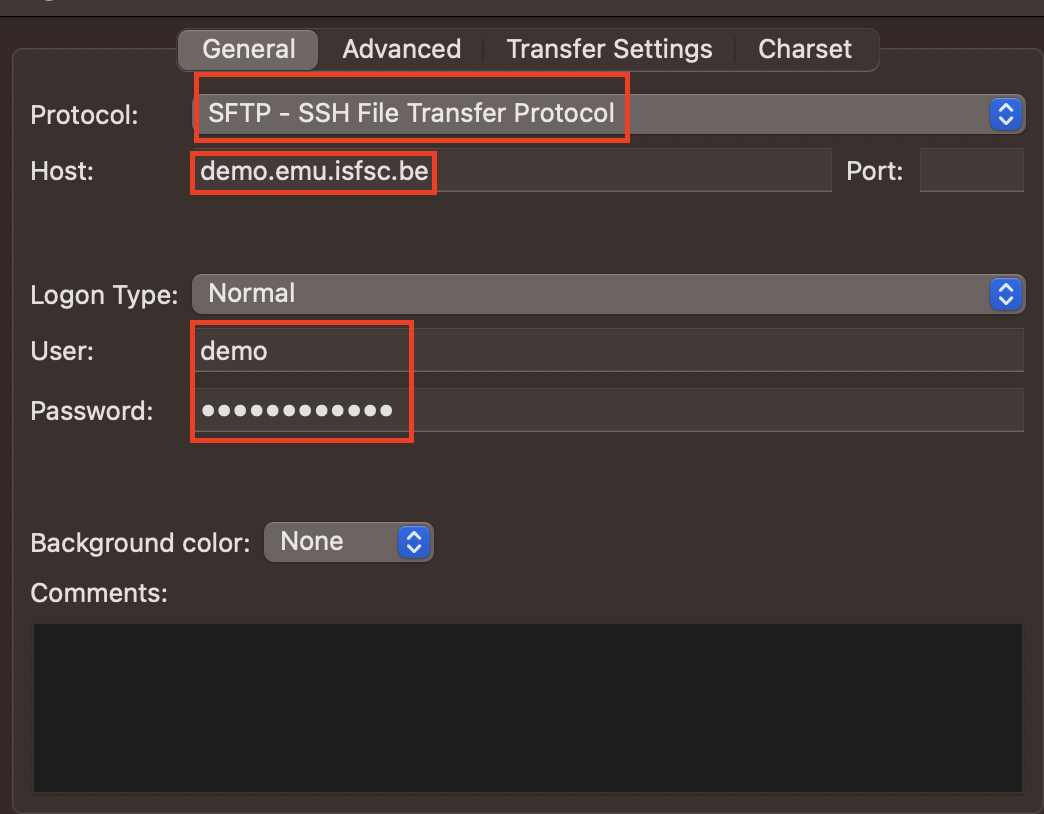 General Advanced Transfer Settings Charset
Protocol: SFTP - SSH File Transfer Protocol
Host: demo.emu.isfsc.be Port:
Logon Type: Normal
User: demo
Password: ●●●●●●●●●●●●
Background color: None
Comments: